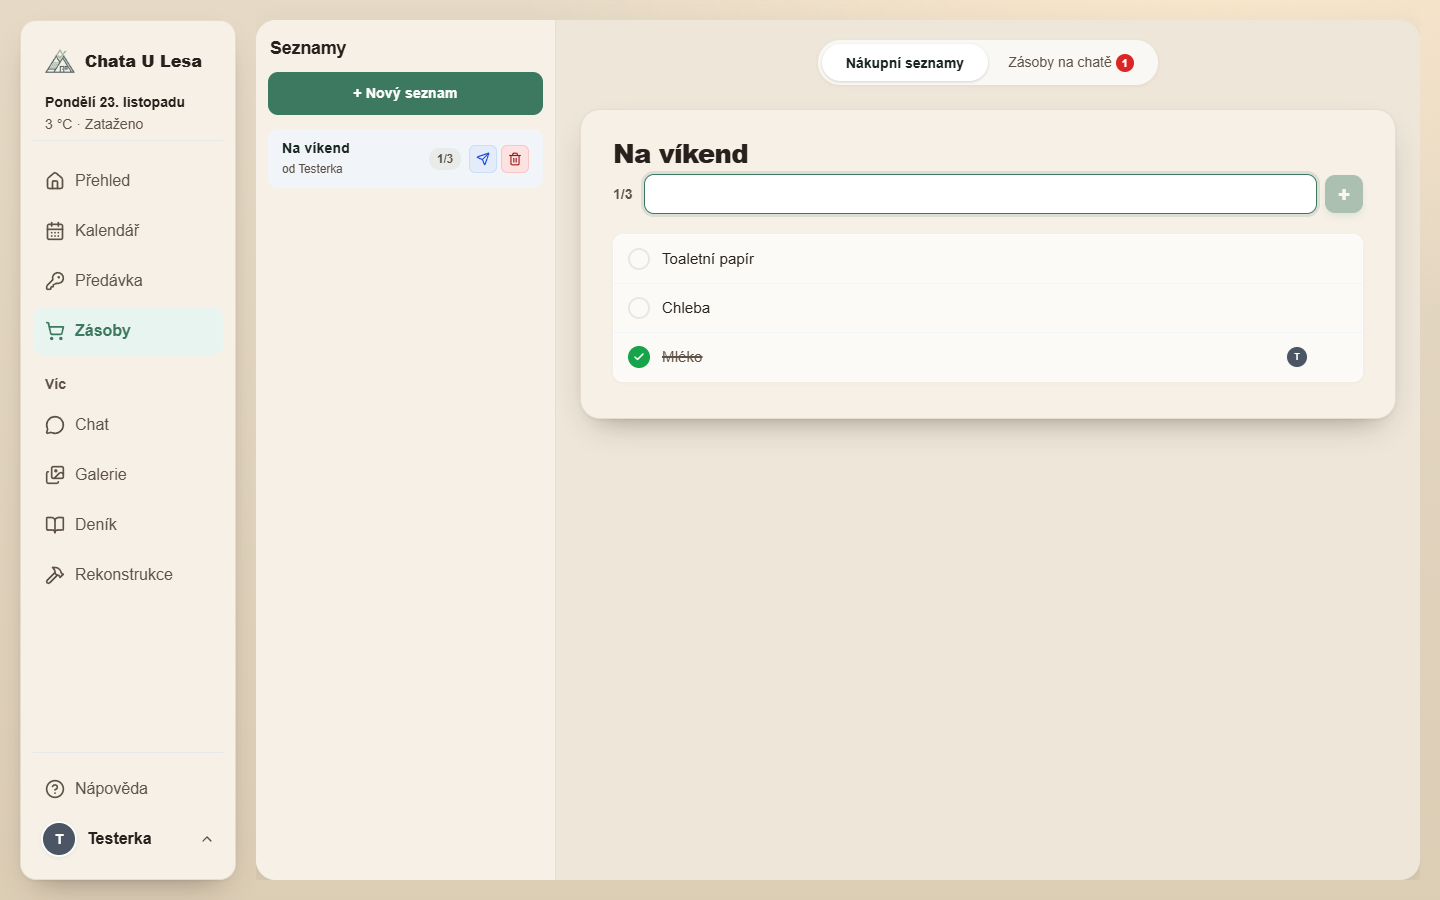 Chata U Lesa
Pondělí 23. listopadu
3 °C · Zataženo
Přehled
Kalendář
Předávka
Zásoby
Víc
Chat
Galerie
Deník
Rekonstrukce
Nápověda
T Testerka
Seznamy
+ Nový seznam
Na víkend
od Testerka
1/3
Nákupní seznamy
Zásoby na chatě 1
Na víkend
1/3
+
Toaletní papír
Chleba
Mléko T